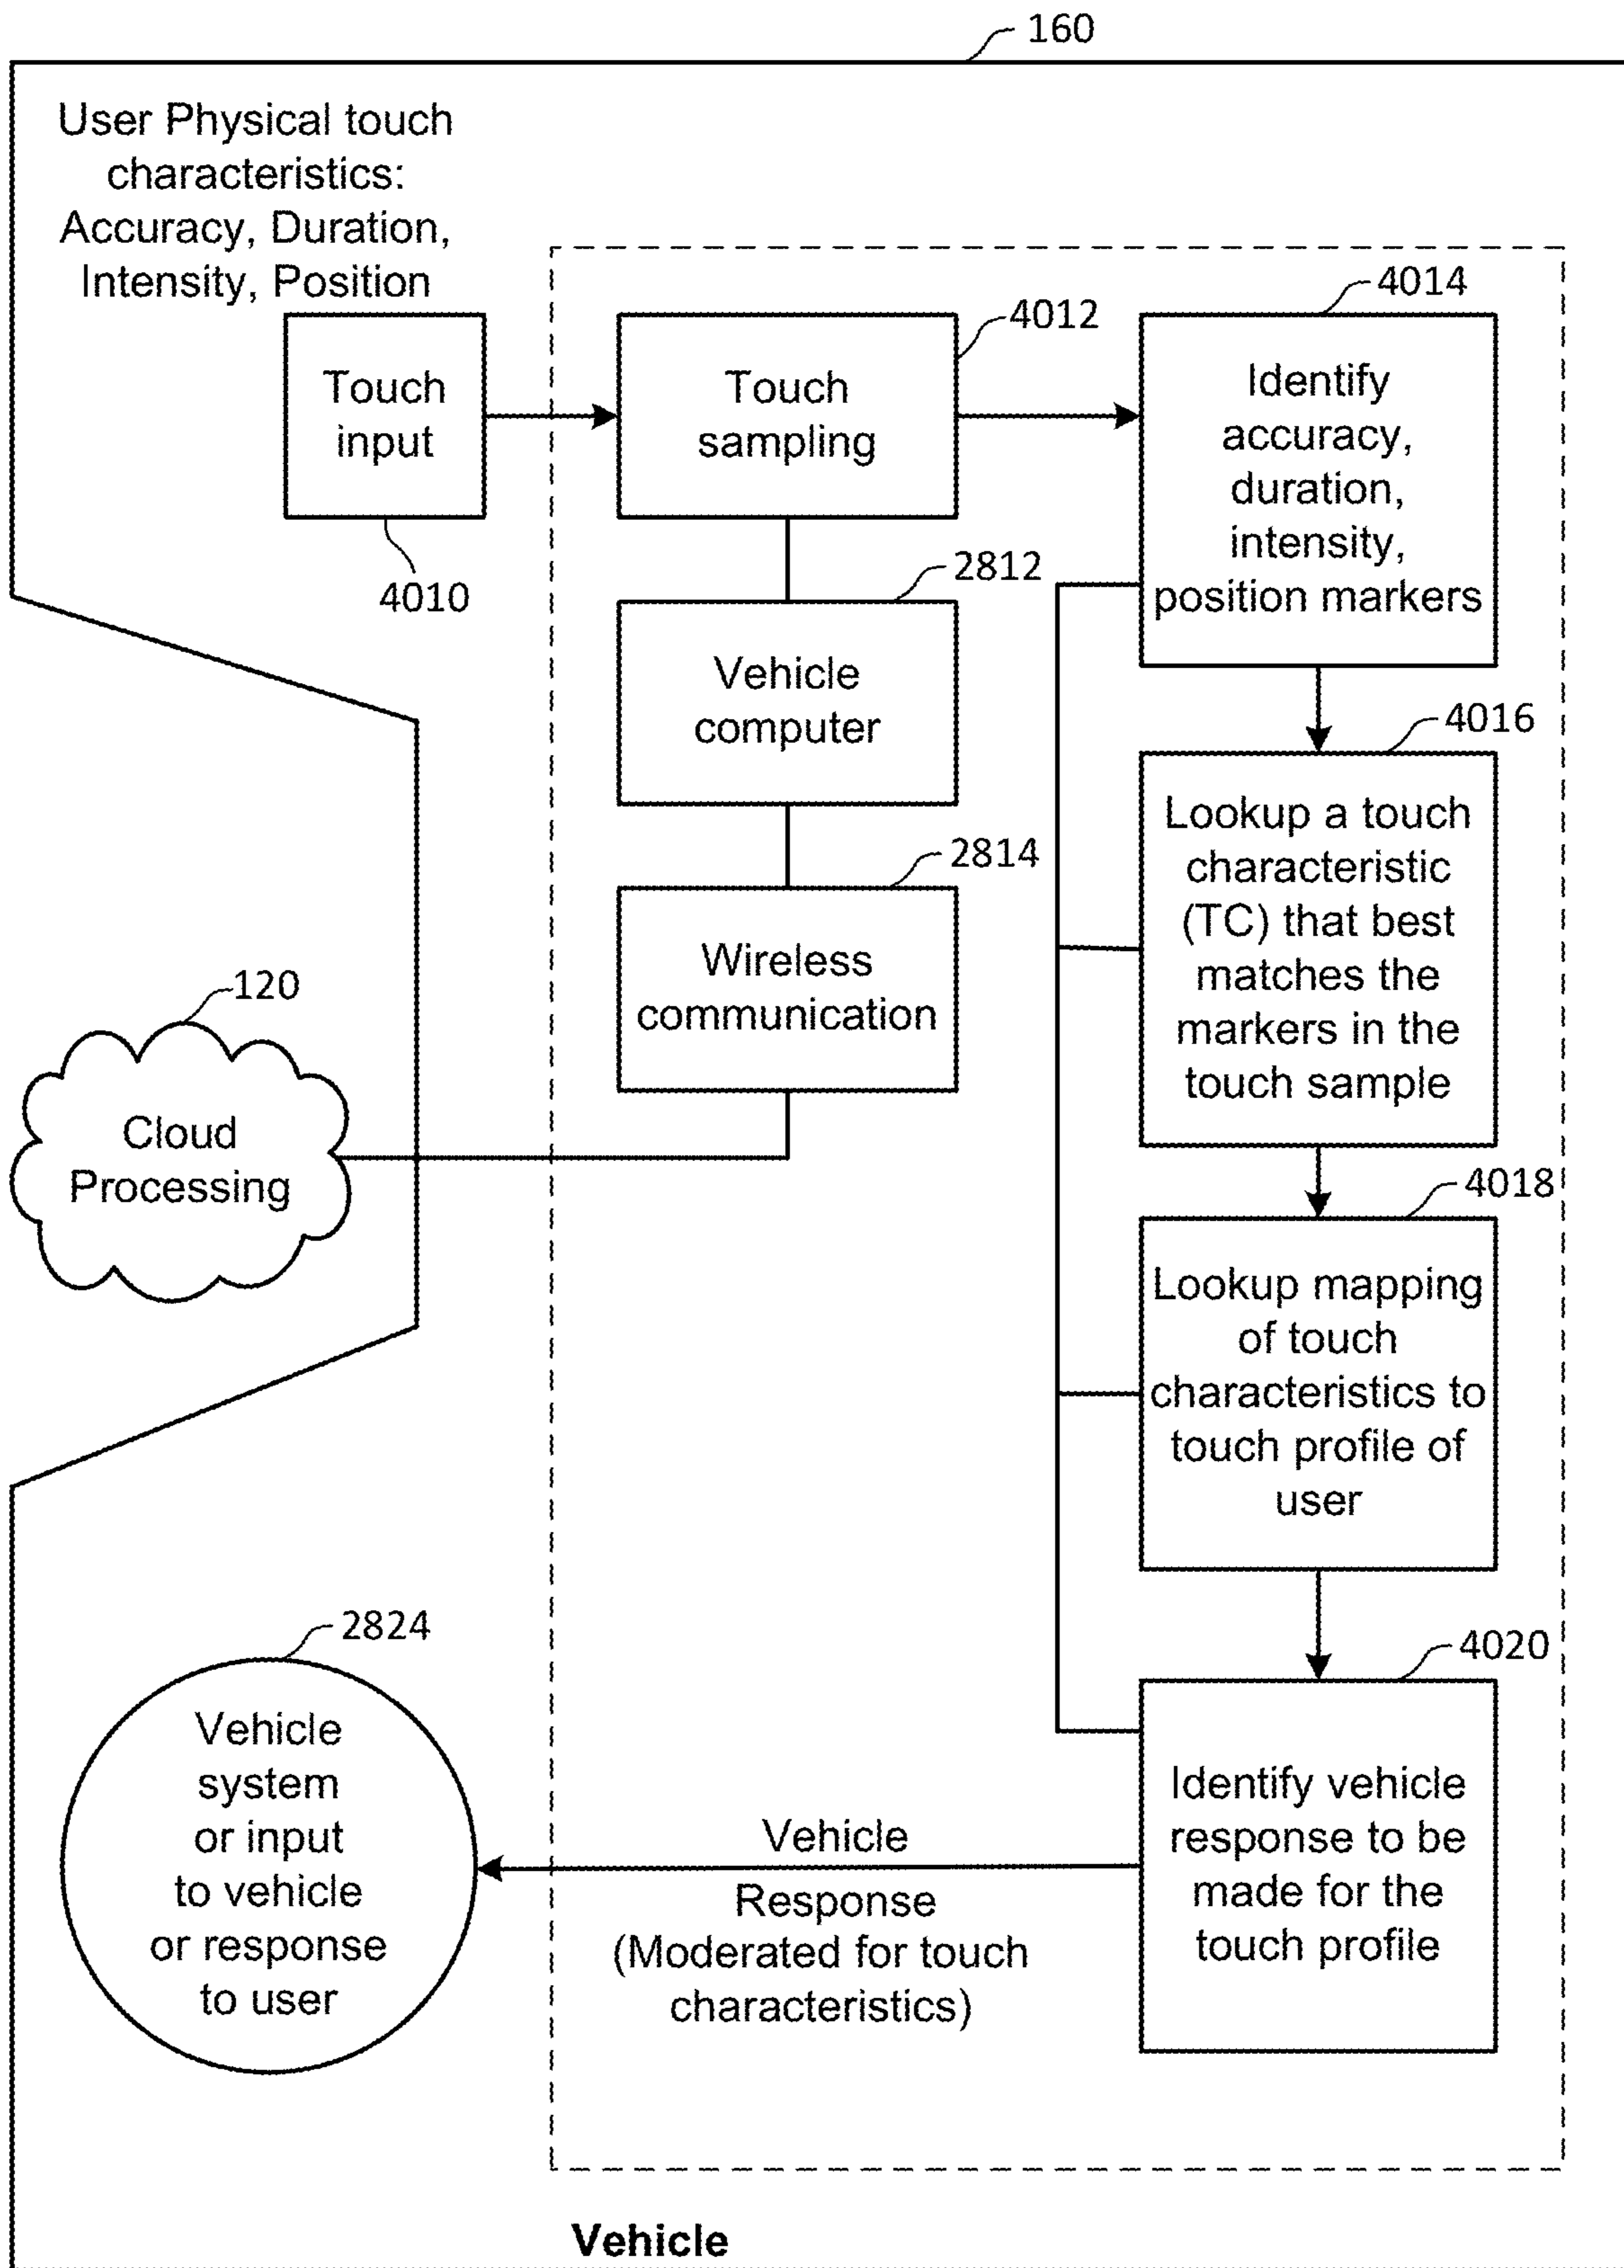 160
User Physical touch
characteristics:
Accuracy, Duration,
Intensity, Position
Touch
input
4010
4012
Touch
sampling
4014
Identify
accuracy,
duration,
intensity,
position markers
2812
Vehicle
computer
2814
Wireless
communication
120
Cloud
Processing
4016
Lookup a touch
characteristic
(TC) that best
matches the
markers in the
touch sample
4018
Lookup mapping
of touch
characteristics to
touch profile of
user
4020
Identify vehicle
response to be
made for the
touch profile
Vehicle
Response
(Moderated for touch
characteristics)
2824
Vehicle
system
or input
to vehicle
or response
to user
Vehicle